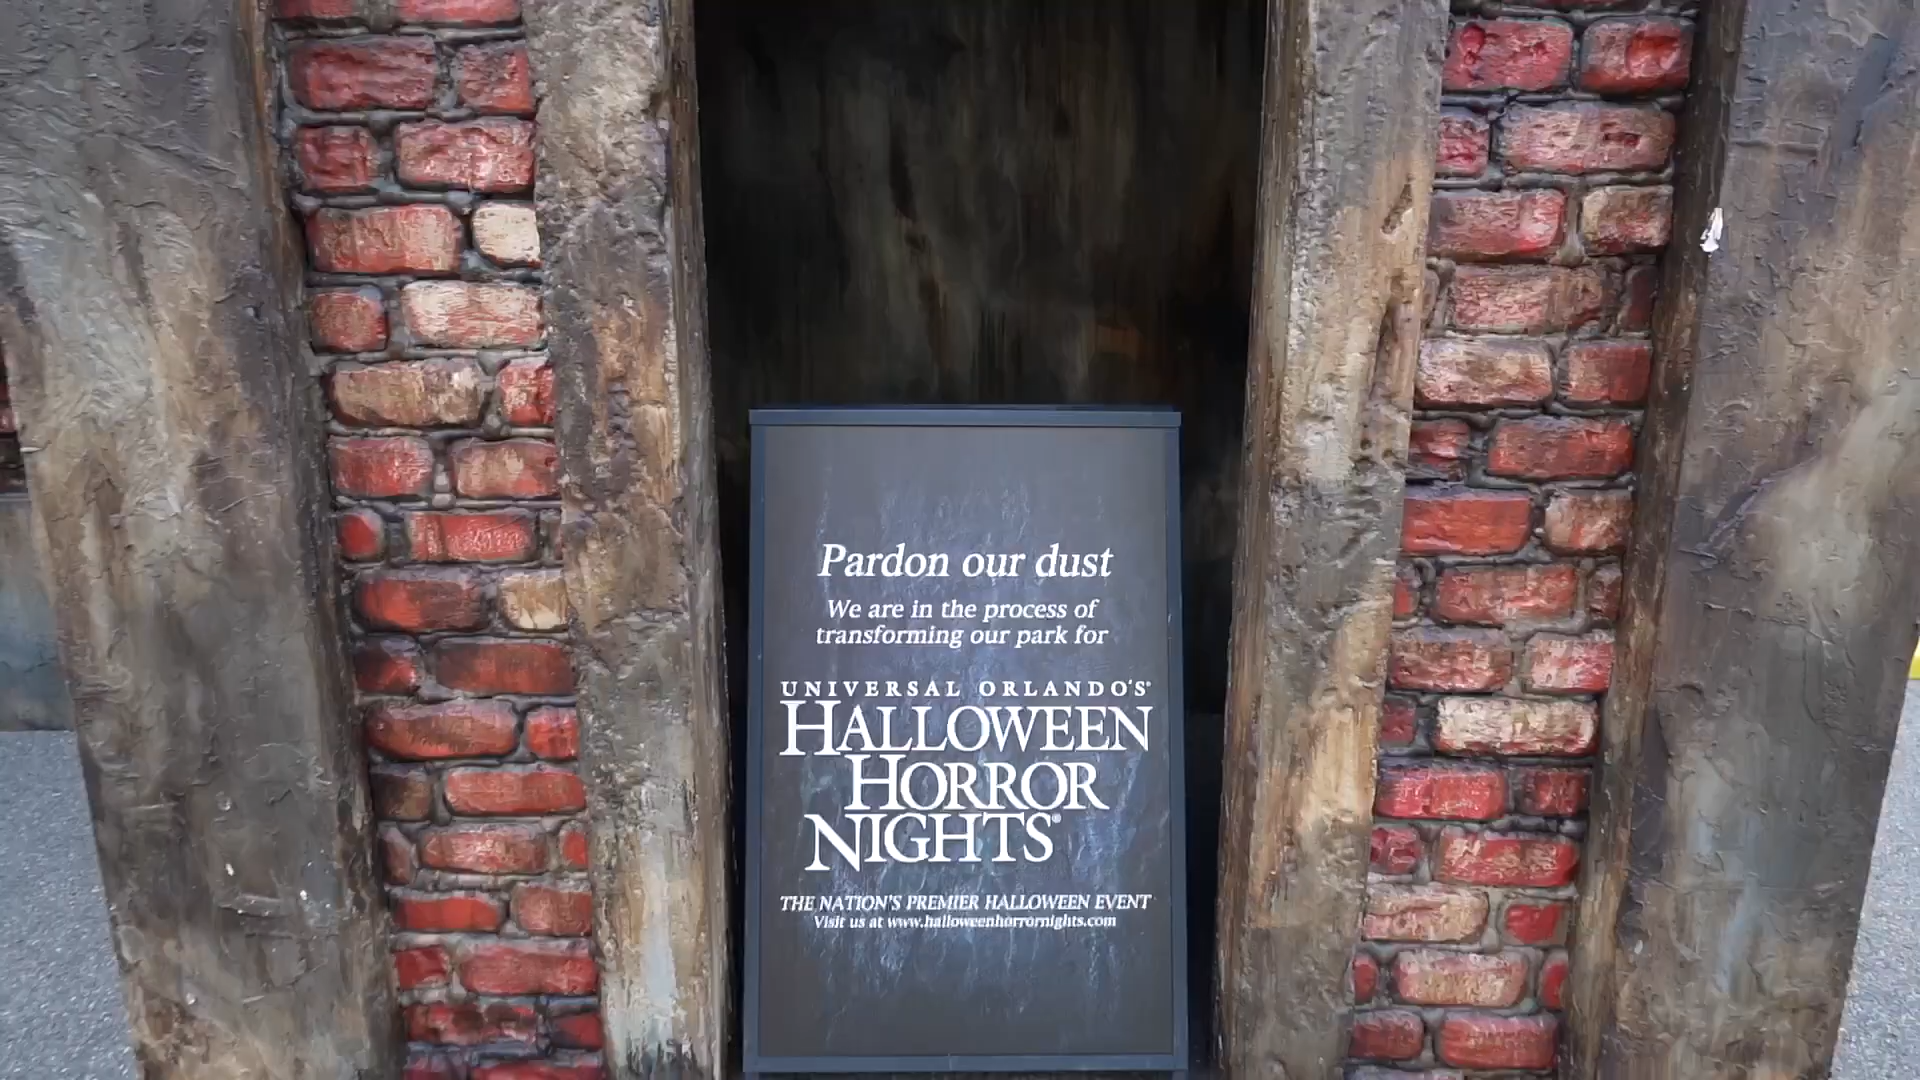 Pardon our dust
We are in the process of
transforming our park for
UNIVERSAL ORLANDO'S®
HALLOWEEN
HORROR
NIGHTS®
THE NATION'S PREMIER HALLOWEEN EVENT
Visit us at www.halloweenhorrornights.com